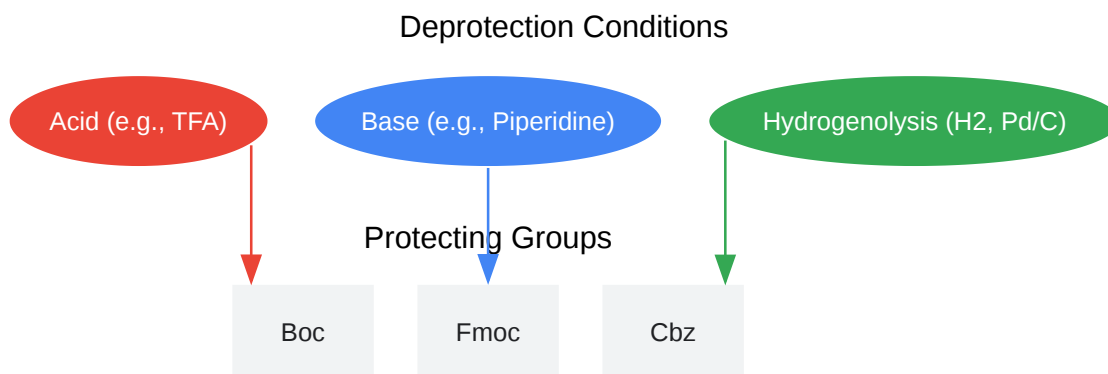 Deprotection Conditions
Acid (e.g., TFA)
Base (e.g., Piperidine)
Hydrogenolysis (H2, Pd/C)
Protecting Groups
Boc
Fmoc
Cbz